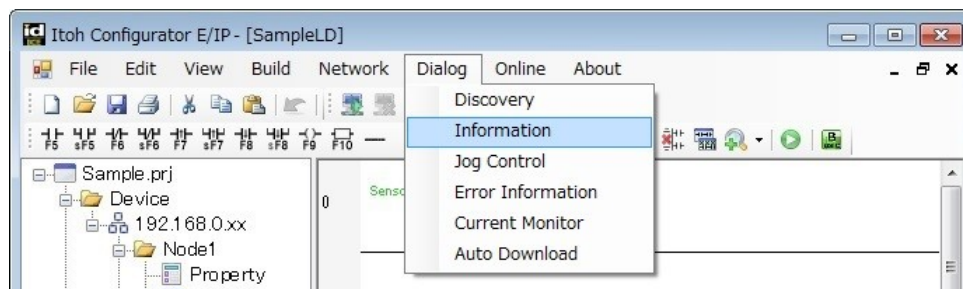 Itoh Configurator E/IP - [SampleLD]
File Edit View Build Network Dialog Online About
Discovery
Information
F5 sF5 F6 sF6 F7 sF7 F8 sF8 F9 F10
Jog Control
Sample.prj
Error Information
Device
0
192.168.0.xx
Current Monitor
Node1
Auto Download
Property